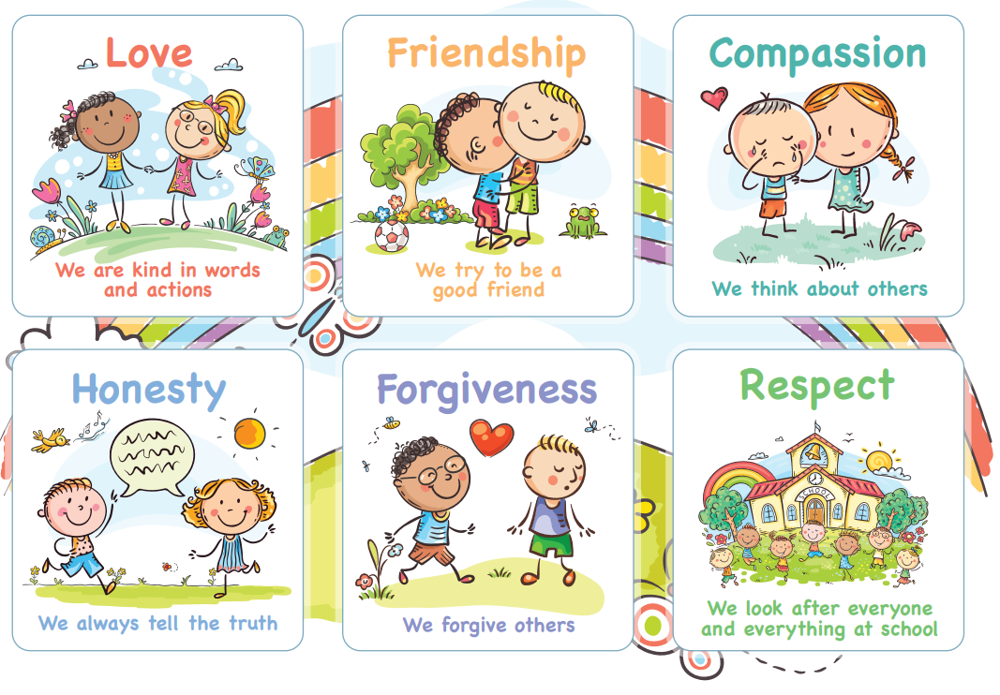 Love
We are kind in words
and actions
Friendship
We try to be a
good friend
Compassion
We think about others
Honesty
We always tell the truth
Forgiveness
We forgive others
Respect
SCHOOL
We look after everyone
and everything at school